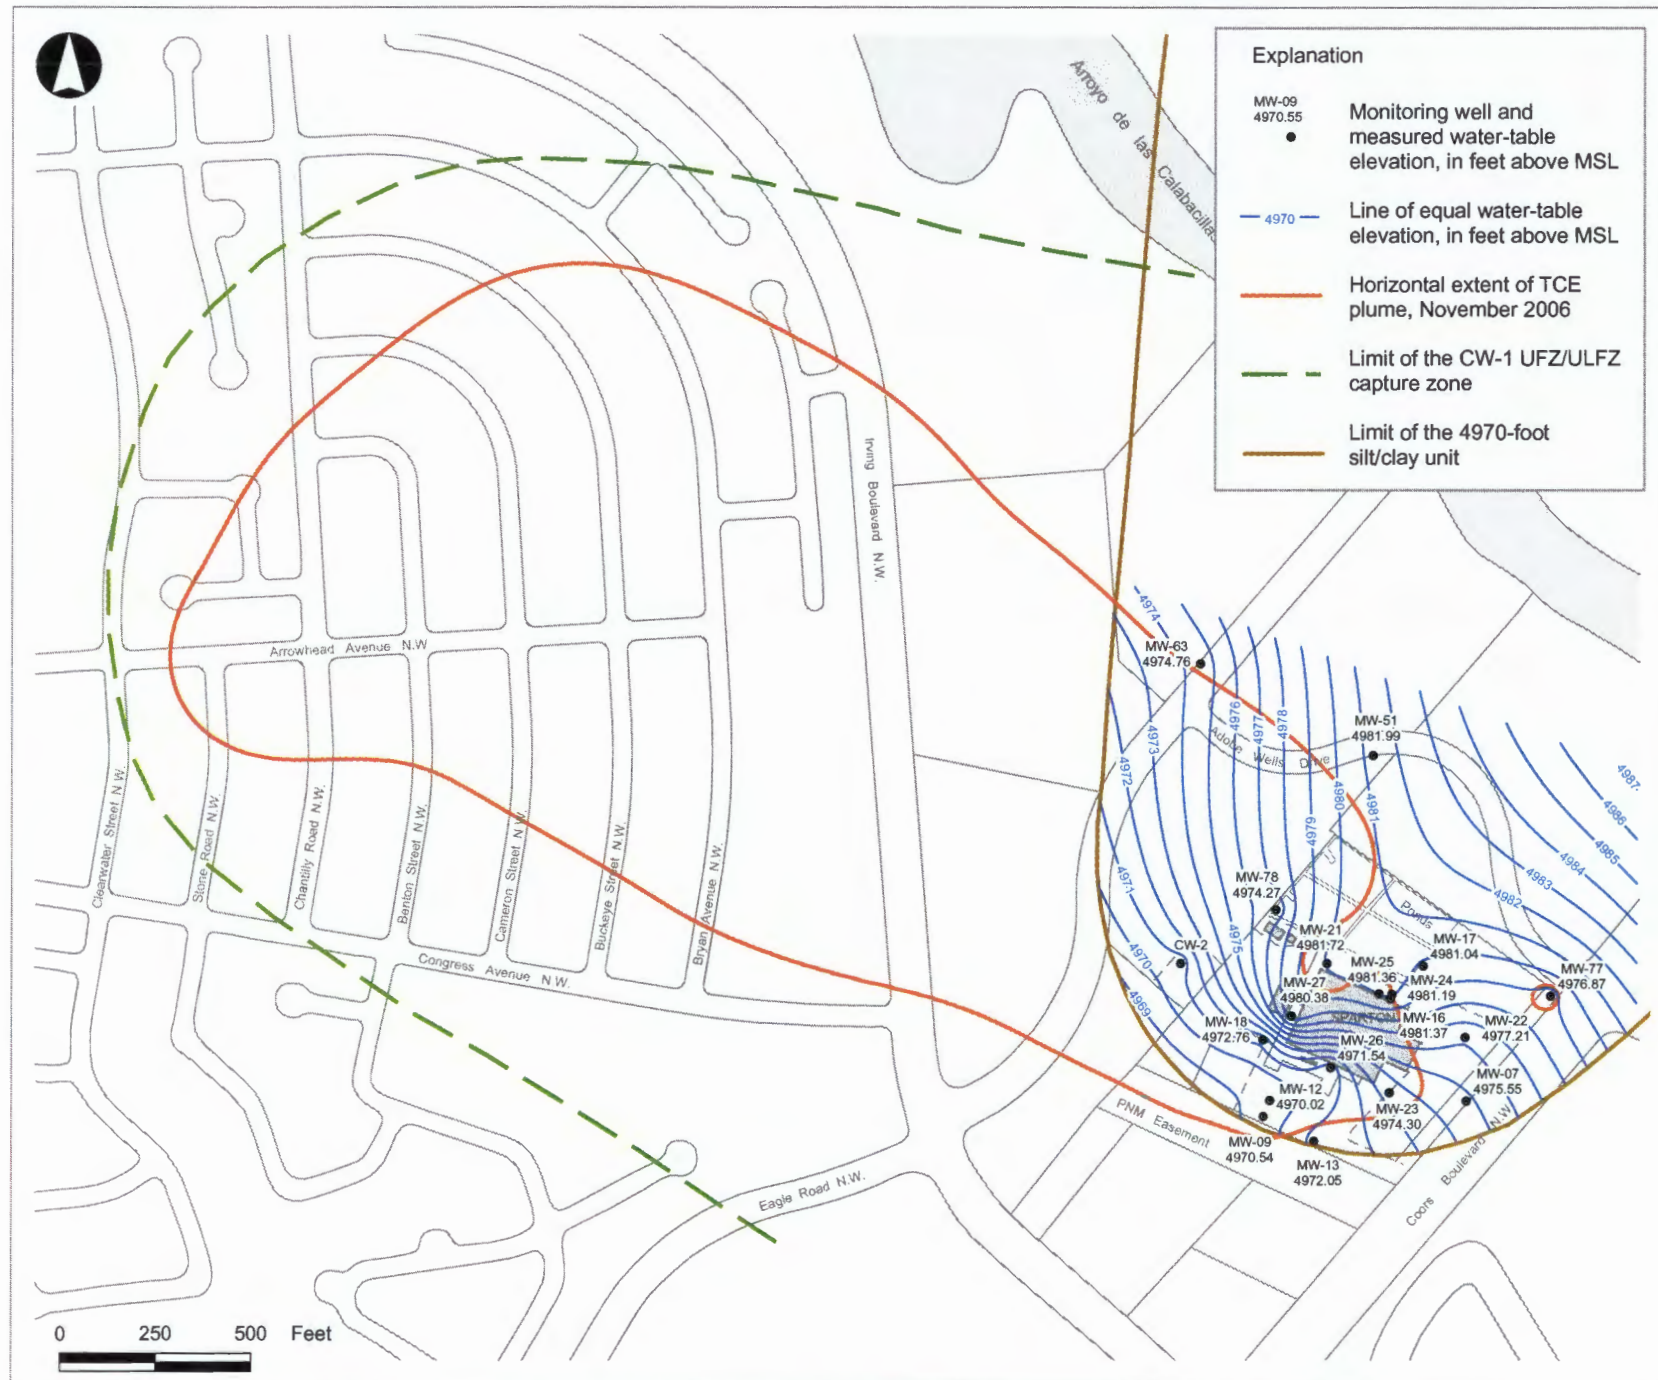 Explanation
MW-09
4970.55
Monitoring well and
measured water-table
elevation, in feet above MSL
4970
Line of equal water-table
elevation, in feet above MSL
Horizontal extent of TCE
plume, November 2006
Limit of the CW-1 UFZ/ULFZ
capture zone
Limit of the 4970-foot
silt/clay unit
Arroyo de las Calabacillas
Irving Boulevard N.W.
Arrowhead Avenue N.W
Clearwater Street N.W.
Stone Road N.W.
Chantilly Road N.W.
Benton Street N.W.
Cameron Street N.W.
Buckeye Street N.W.
Bryan Avenue N.W.
Congress Avenue N.W.
Eagle Road N.W.
PNM Easement
Coors Boulevard N.W
Adobe Wells Drive
Ponds
SPARTON
4974
4976
4977
4978
4973
4972
4979
4980
4981
4987
4986
4985
4984
4983
4982
4971
4970
4969
4975
MW-63
4974.76
MW-51
4981.99
MW-78
4974.27
CW-2
MW-21
4981.72
MW-17
4981.04
MW-25
4981.36
MW-24
4981.19
MW-77
4976.87
MW-27
4980.38
MW-16
4981.37
MW-22
4977.21
MW-18
4972.76
MW-26
4971.54
MW-07
4975.55
MW-12
4970.02
MW-23
4974.30
MW-09
4970.54
MW-13
4972.05
0 250 500 Feet